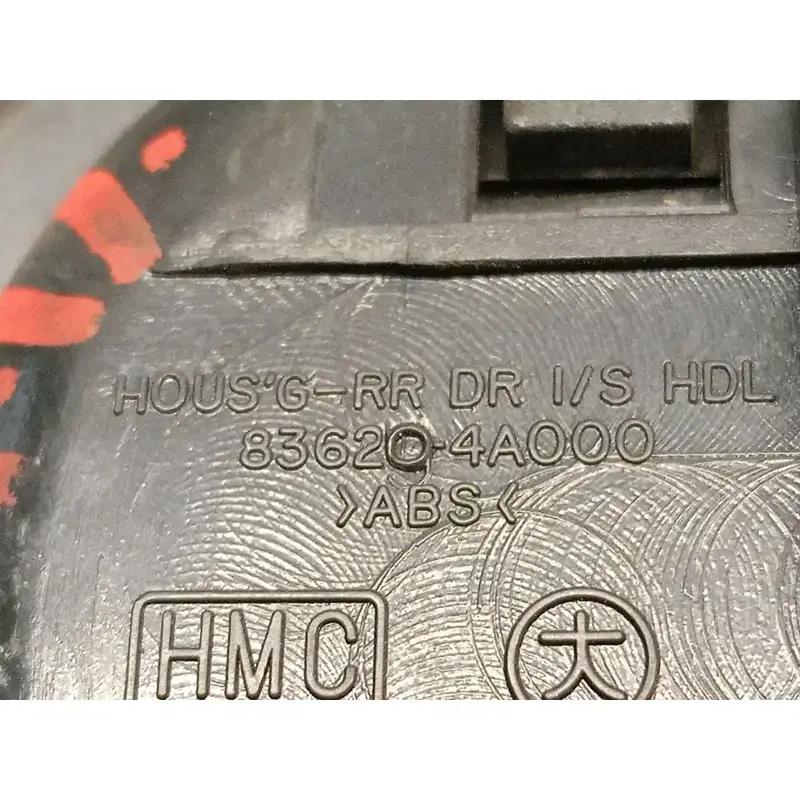 HOUS'G-RR DR I/S HDL
83620-4A000
>ABS<
HMC
大